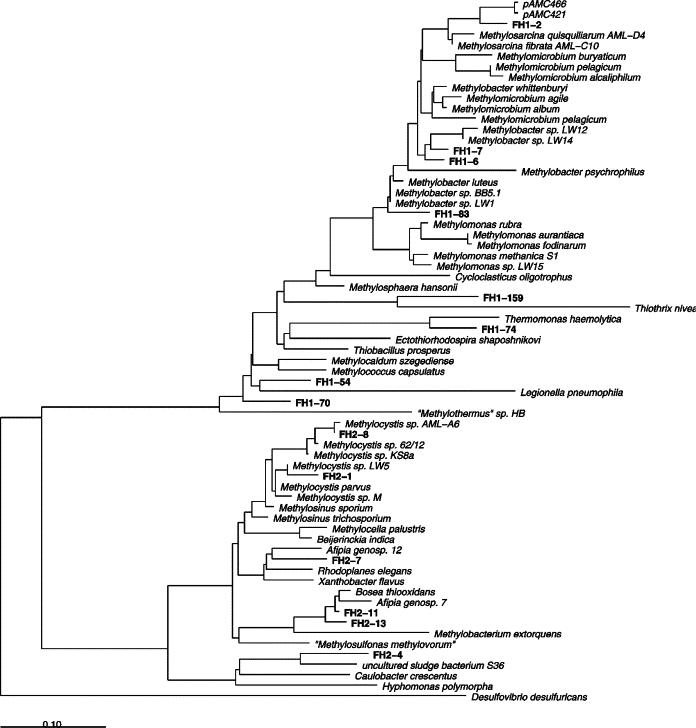 pAMC466
pAMC421
FH1–2
Methylosarcina quisquiliarum AML–D4
Methylosarcina fibrata AML–C10
Methylomicrobium buryaticum
Methylomicrobium pelagicum
Methylomicrobium alcaliphilum
Methylobacter whittenburyi
Methylomicrobium agile
Methylomicrobium album
Methylomicrobium pelagicum
Methylobacter sp. LW12
Methylobacter sp. LW14
FH1–7
FH1–6
Methylobacter psychrophilus
Methylobacter luteus
Methylobacter sp. BB5.1
Methylobacter sp. LW1
FH1–83
Methylomonas rubra
Methylomonas aurantiaca
Methylomonas fodinarum
Methylomonas methanica S1
Methylomonas sp. LW15
Cycloclasticus oligotrophus
Methylosphaera hansonii
FH1–159
Thiothrix nivea
Thermomonas haemolytica
FH1–74
Ectothiorhodospira shaposhnikovi
Thiobacillus prosperus
Methylocaldum szegediense
Methylococcus capsulatus
FH1–54
Legionella pneumophila
FH1–70
"Methylothermus" sp. HB
Methylocystis sp. AML–A6
FH2–8
Methylocystis sp. 62/12
Methylocystis sp. KS8a
Methylocystis sp. LW5
FH2–1
Methylocystis parvus
Methylocystis sp. M
Methylosinus sporium
Methylosinus trichosporium
Methylocella palustris
Beijerinckia indica
Afipia genosp. 12
FH2–7
Rhodoplanes elegans
Xanthobacter flavus
Bosea thiooxidans
Afipia genosp. 7
FH2–11
FH2–13
Methylobacterium extorquens
"Methylosulfonas methylovorum"
FH2–4
uncultured sludge bacterium S36
Caulobacter crescentus
Hyphomonas polymorpha
Desulfovibrio desulfuricans
0.10